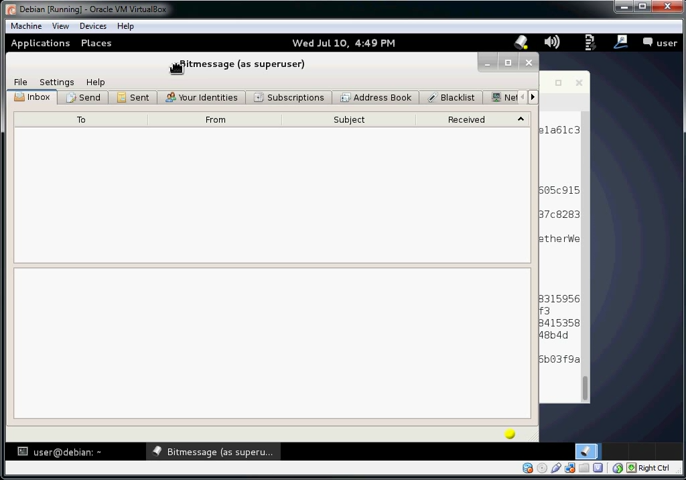 Debian [Running] - Oracle VM VirtualBox
Machine View Devices Help
Applications Places Wed Jul 10, 4:49 PM user
Bitmessage (as superuser)
File Settings Help
Inbox Send Sent Your Identities Subscriptions Address Book Blacklist Net
To From Subject Received
e1a61c3
605c915
37c8283
etherWe
8315956
f3
8415358
48b4d
6b03f9a
user@debian: ~ Bitmessage (as superu...
Right Ctrl